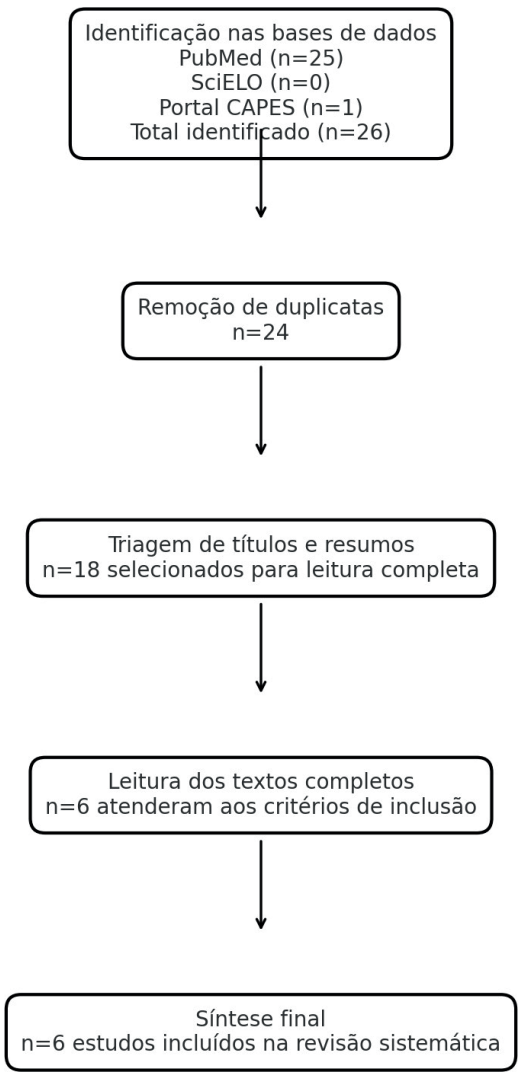 Identificação nas bases de dados
PubMed (n=25)
SciELO (n=0)
Portal CAPES (n=1)
Total identificado (n=26)
Remoção de duplicatas
n=24
Triagem de títulos e resumos
n=18 selecionados para leitura completa
Leitura dos textos completos
n=6 atenderam aos critérios de inclusão
Síntese final
n=6 estudos incluídos na revisão sistemática